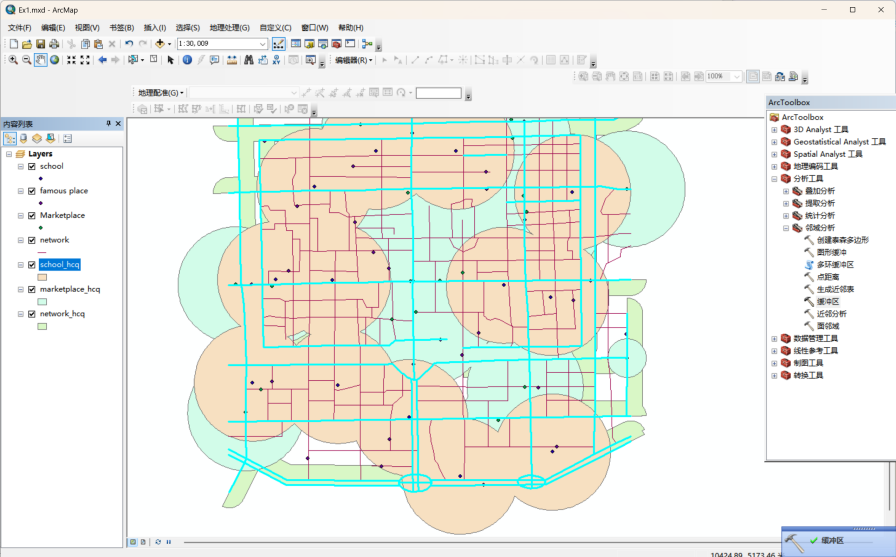 Ex1.mxd - ArcMap
文件(F) 编辑(E) 视图(V) 书签(B) 插入(I) 选择(S) 地理处理(G) 自定义(C) 窗口(W) 帮助(H)
1:30,009
编辑器(R)
100%
地理配准(G)
内容列表
Layers
school
famous place
Marketplace
network
school_hcq
marketplace_hcq
network_hcq
ArcToolbox
ArcToolbox
3D Analyst 工具
Geostatistical Analyst 工具
Spatial Analyst 工具
地理编码工具
分析工具
叠加分析
提取分析
统计分析
邻域分析
创建泰森多边形
图形缓冲
多环缓冲区
点距离
生成近邻表
缓冲区
近邻分析
面邻域
数据管理工具
线性参考工具
制图工具
转换工具
缓冲区
10424.89 5173.46